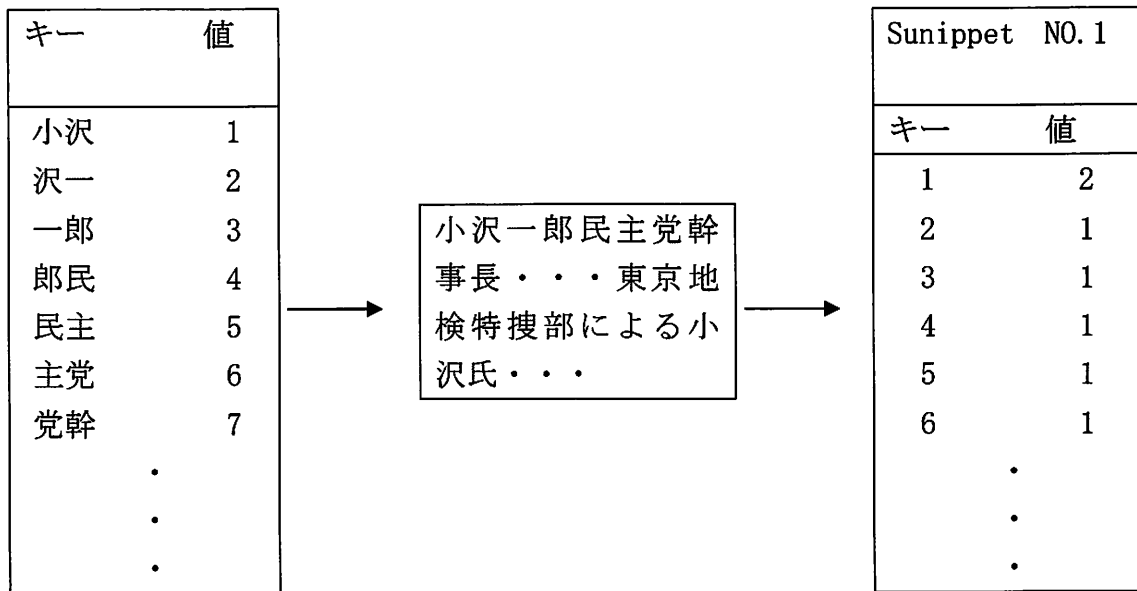 キー 値
小沢 1
沢一 2
一郎 3
郎民 4
民主 5
主党 6
党幹 7
・
・
・
小沢一郎民主党幹
事長・・・東京地
検特捜部による小
沢氏・・・
Sunippet NO.1
キー 値
1 2
2 1
3 1
4 1
5 1
6 1
・
・
・